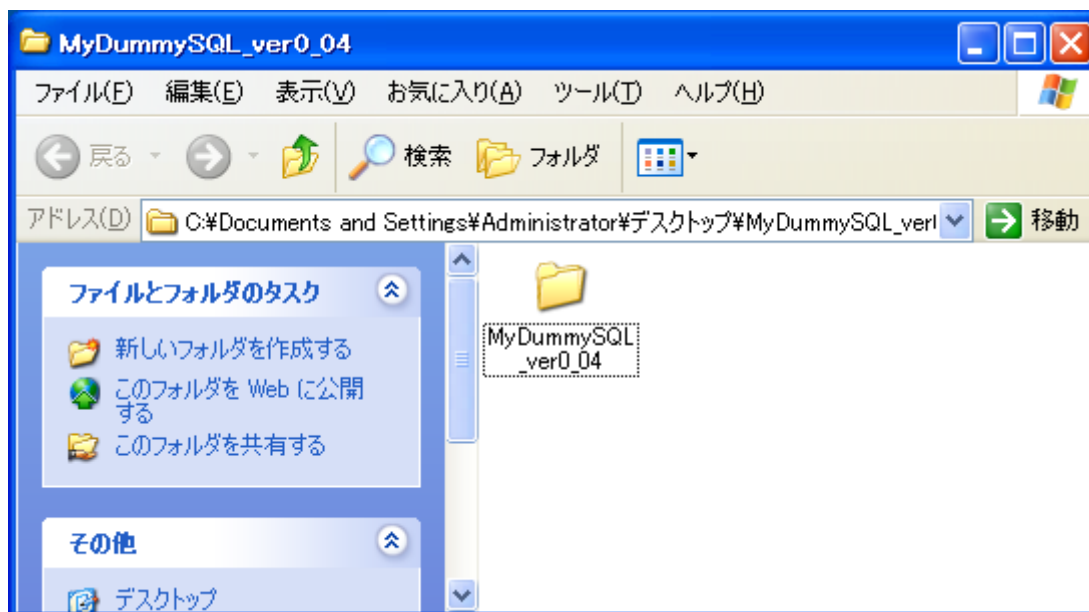 MyDummySQL_ver0_04
ファイル(F) 編集(E) 表示(V) お気に入り(A) ツール(T) ヘルプ(H)
戻る 検索 フォルダ
アドレス(D) C:¥Documents and Settings¥Administrator¥デスクトップ¥MyDummySQL_ver 移動
ファイルとフォルダのタスク
新しいフォルダを作成する
このフォルダを Web に公開
する
このフォルダを共有する
その他
デスクトップ
MyDummySQL
_ver0_04